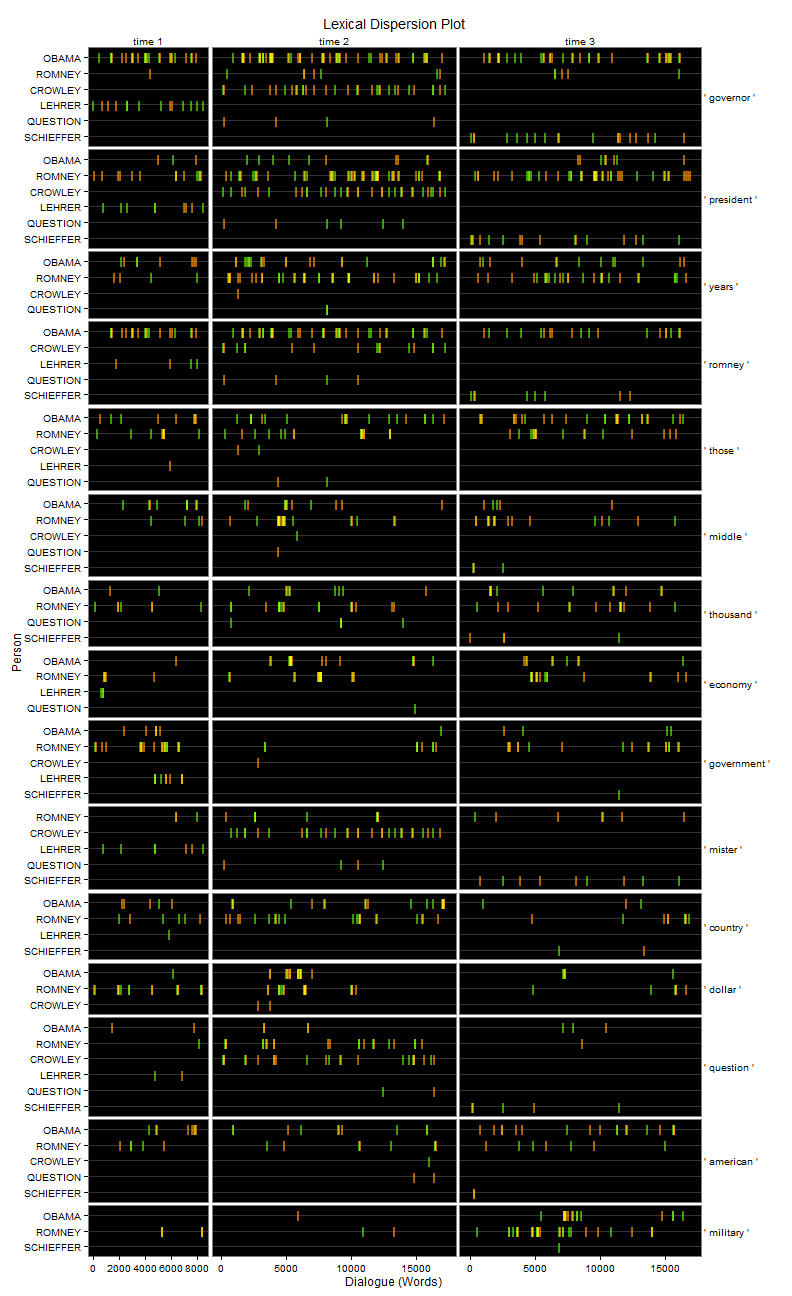 Lexical Dispersion Plot
time 1 time 2 time 3
OBAMA
ROMNEY
CROWLEY
LEHRER
QUESTION
SCHIEFFER
' governor '
OBAMA
ROMNEY
CROWLEY
LEHRER
QUESTION
SCHIEFFER
' president '
OBAMA
ROMNEY
CROWLEY
QUESTION
' years '
OBAMA
CROWLEY
LEHRER
QUESTION
SCHIEFFER
' romney '
OBAMA
ROMNEY
CROWLEY
LEHRER
QUESTION
' those '
OBAMA
ROMNEY
CROWLEY
QUESTION
SCHIEFFER
' middle '
OBAMA
ROMNEY
QUESTION
SCHIEFFER
' thousand '
Person
OBAMA
ROMNEY
LEHRER
QUESTION
' economy '
OBAMA
ROMNEY
CROWLEY
LEHRER
SCHIEFFER
' government '
ROMNEY
CROWLEY
LEHRER
QUESTION
SCHIEFFER
' mister '
OBAMA
ROMNEY
LEHRER
SCHIEFFER
' country '
OBAMA
ROMNEY
CROWLEY
' dollar '
OBAMA
ROMNEY
CROWLEY
LEHRER
QUESTION
SCHIEFFER
' question '
OBAMA
ROMNEY
CROWLEY
QUESTION
SCHIEFFER
' american '
OBAMA
ROMNEY
SCHIEFFER
' military '
0 2000 4000 6000 8000 0 5000 10000 15000 0 5000 10000 15000
Dialogue (Words)